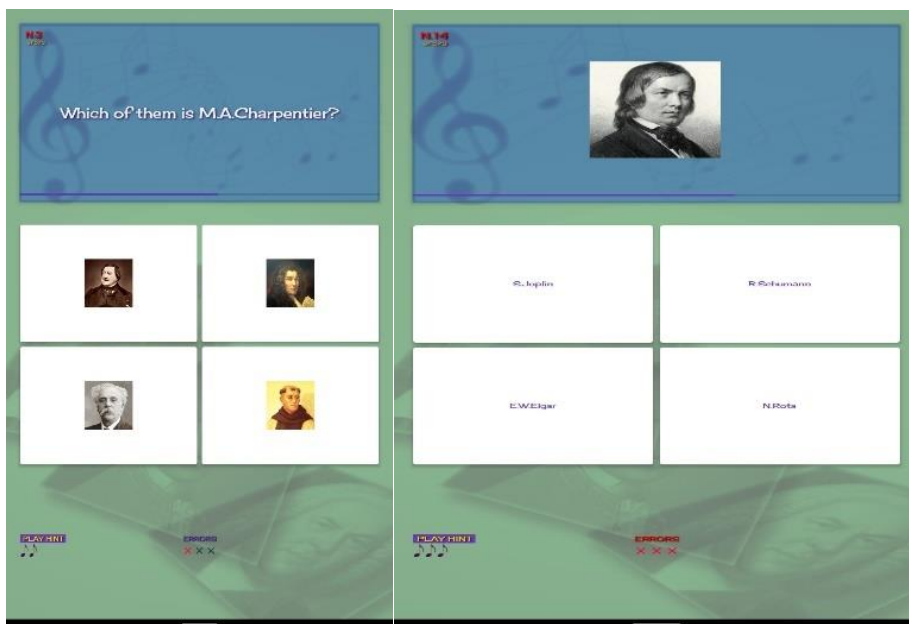 N.3
Which of them is M.A.Charpentier?
PLAY HINT
ERRORS
N.14
S.Joplin
R.Schumann
E.W.Elgar
N.Rota
PLAY HINT
ERRORS